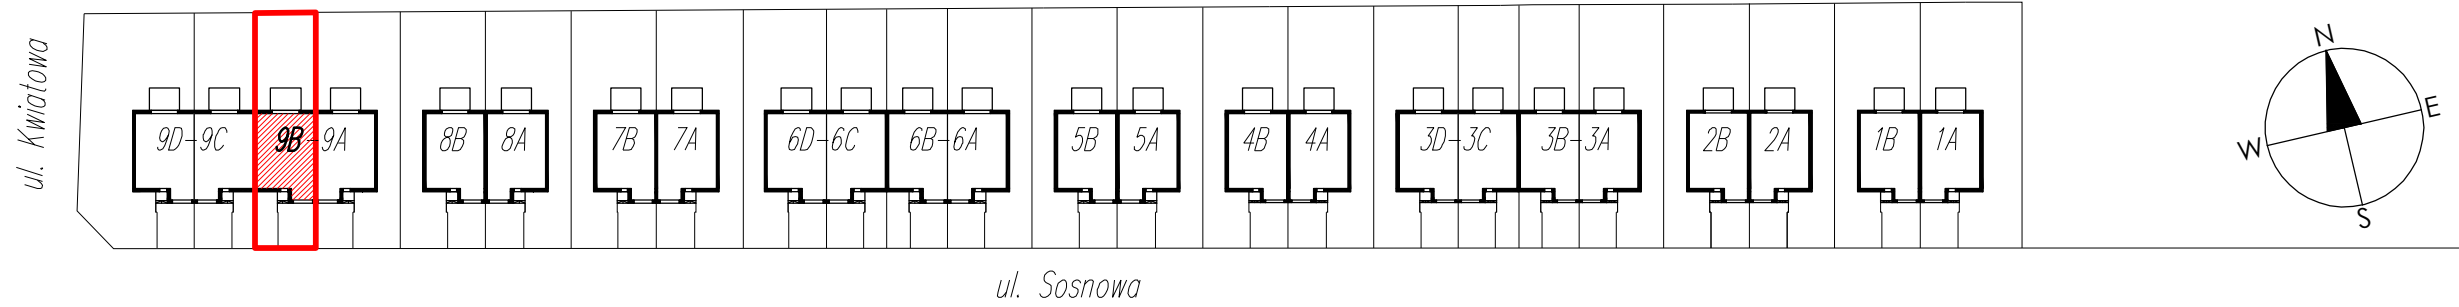 ul. Kwiatowa
9D-9C
9B-9A
8B
8A
7B
7A
6D-6C
6B-6A
5B
5A
4B
4A
3D-3C
3B-3A
2B
2A
1B
1A
N
E
W
S
ul. Sosnowa